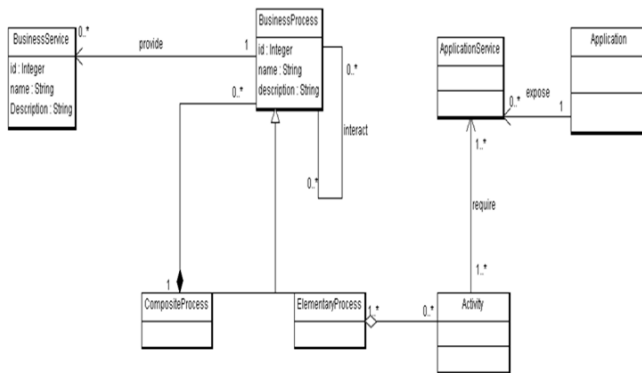 BusinessService
id : Integer
name : String
Description : String
0..*
provide
1
BusinessProcess
id : Integer
name : String
description : String
0..*
interact
0..*
0..*
1
CompositeProcess
ElementaryProcess
1..*
0..*
Activity
1..*
require
1..*
ApplicationService
0..*
expose
1
Application